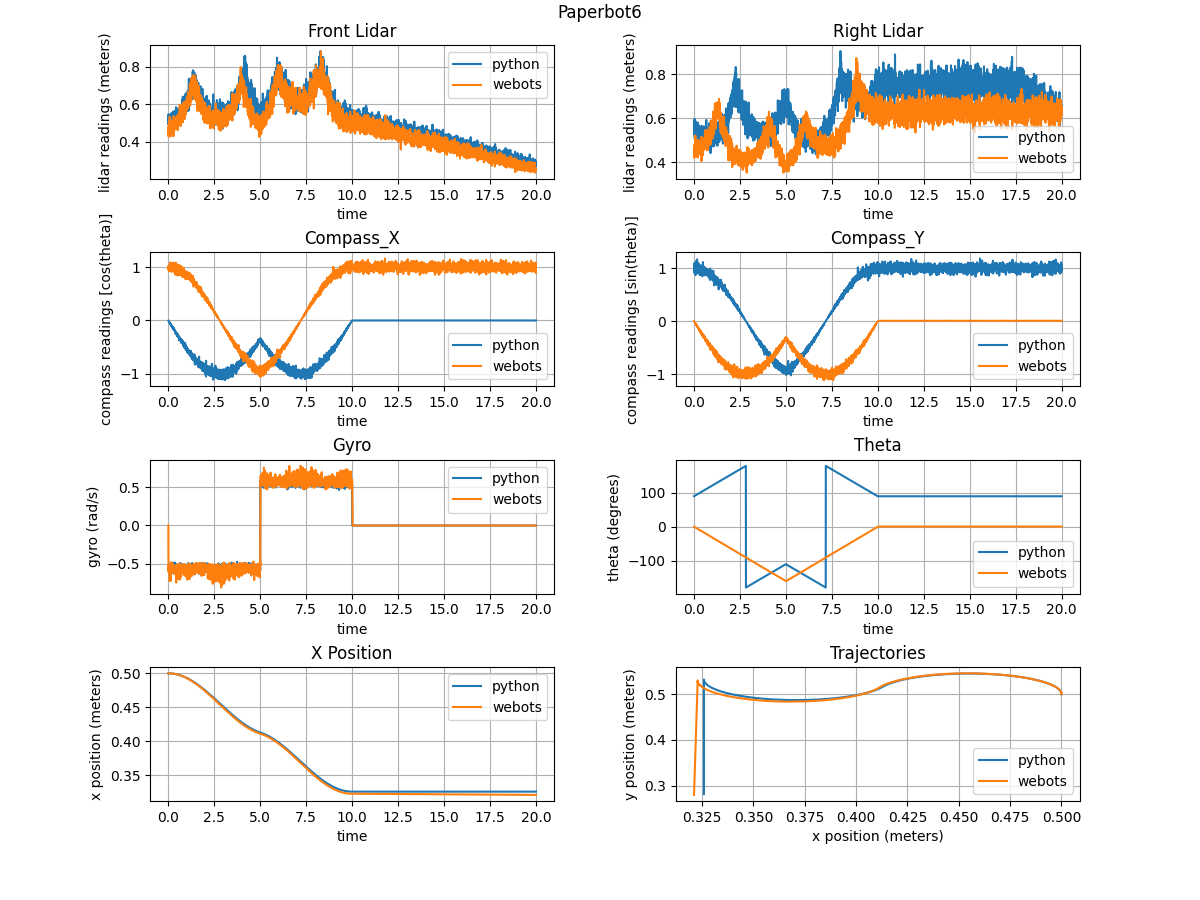 Paperbot6
Front Lidar
lidar readings (meters)
0.8
0.6
0.4
python
webots
0.0 2.5 5.0 7.5 10.0 12.5 15.0 17.5 20.0
time
Right Lidar
lidar readings (meters)
0.8
0.6
0.4
python
webots
0.0 2.5 5.0 7.5 10.0 12.5 15.0 17.5 20.0
time
Compass_X
compass readings [cos(theta)]
1
0
−1
python
webots
0.0 2.5 5.0 7.5 10.0 12.5 15.0 17.5 20.0
time
Compass_Y
compass readings [sin(theta)]
1
0
−1
python
webots
0.0 2.5 5.0 7.5 10.0 12.5 15.0 17.5 20.0
time
Gyro
gyro (rad/s)
0.5
0.0
−0.5
python
webots
0.0 2.5 5.0 7.5 10.0 12.5 15.0 17.5 20.0
time
Theta
theta (degrees)
100
0
−100
python
webots
0.0 2.5 5.0 7.5 10.0 12.5 15.0 17.5 20.0
time
X Position
x position (meters)
0.50
0.45
0.40
0.35
python
webots
0.0 2.5 5.0 7.5 10.0 12.5 15.0 17.5 20.0
time
Trajectories
y position (meters)
0.5
0.4
0.3
python
webots
0.325 0.350 0.375 0.400 0.425 0.450 0.475 0.500
x position (meters)